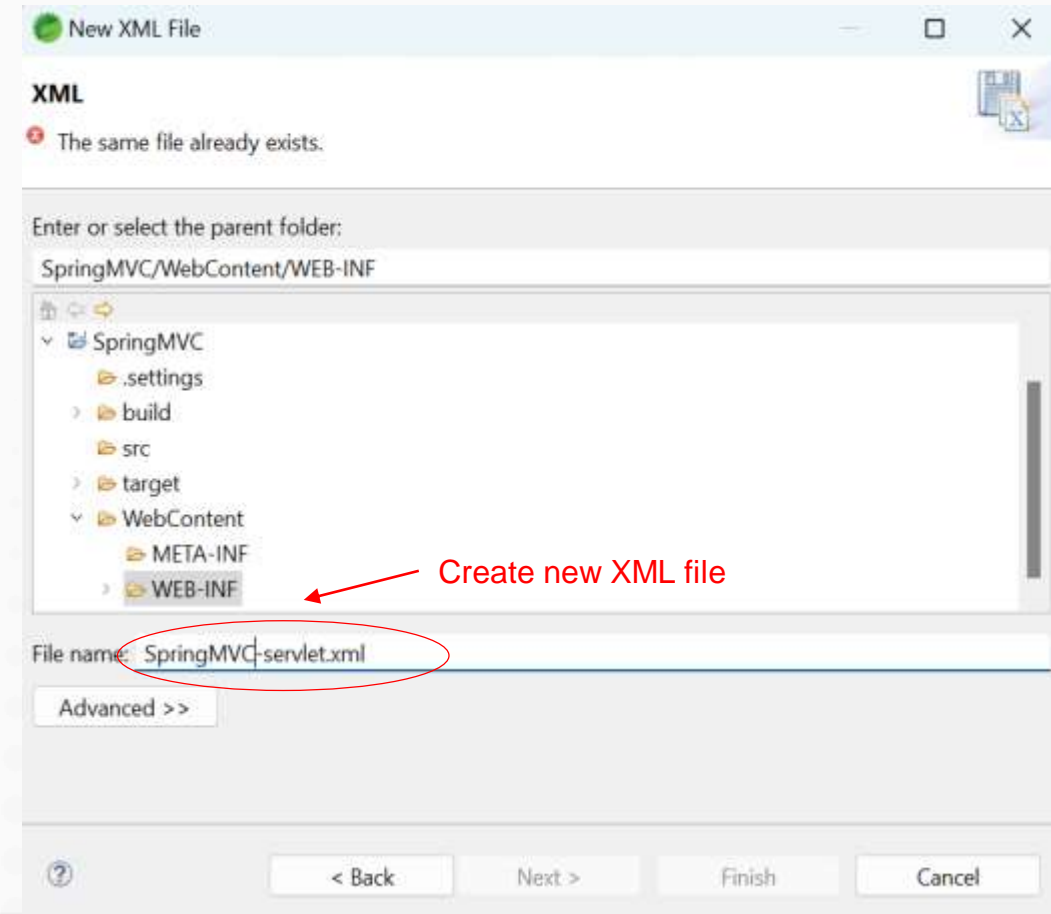 New XML File
XML
The same file already exists.
Enter or select the parent folder:
SpringMVC/WebContent/WEB-INF
SpringMVC
.settings
build
src
target
WebContent
META-INF
Create new XML file
WEB-INF
File name: SpringMVC-servlet.xml
Advanced >>
< Back Next > Finish Cancel